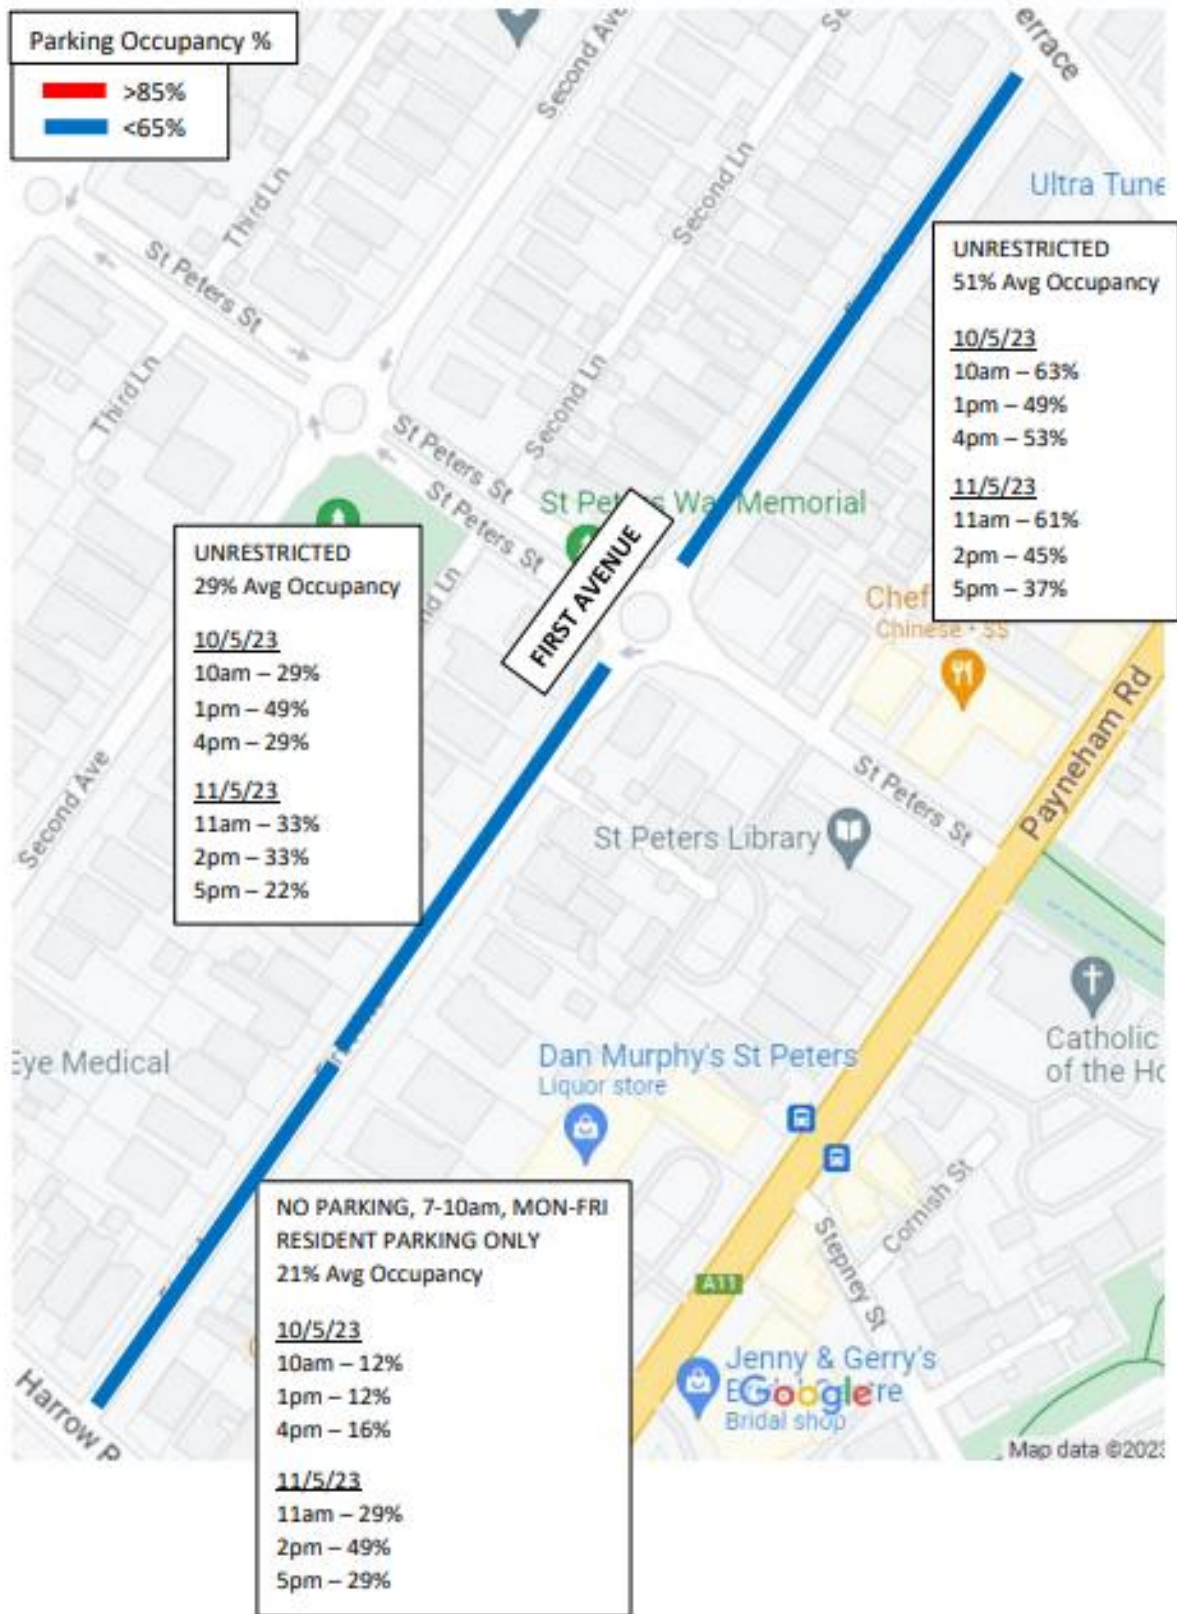 Parking Occupancy %
>85%
<65%
Second Ave
errace
Ultra Tune
Third Ln
Second Ln
St Peters St
Third Ln
Second Ln
St Peters St
St Peters St
UNRESTRICTED
51% Avg Occupancy
10/5/23
10am – 63%
1pm – 49%
4pm – 53%
11/5/23
11am – 61%
2pm – 45%
5pm – 37%
FIRST AVENUE
Chef
Chinese • $$
UNRESTRICTED
29% Avg Occupancy
10/5/23
10am – 29%
1pm – 49%
4pm – 29%
11/5/23
11am – 33%
2pm – 33%
5pm – 22%
Second Ave
Payneham Rd
St Peters St
St Peters Library
Eye Medical
Dan Murphy's St Peters
Liquor store
Catholic
of the Ho
NO PARKING, 7-10am, MON-FRI
RESIDENT PARKING ONLY
21% Avg Occupancy
10/5/23
10am – 12%
1pm – 12%
4pm – 16%
11/5/23
11am – 29%
2pm – 49%
5pm – 29%
Cornish St
Stepney St
A11
Harrow R
Jenny & Gerry's
Google
Bridal shop
Map data ©2023